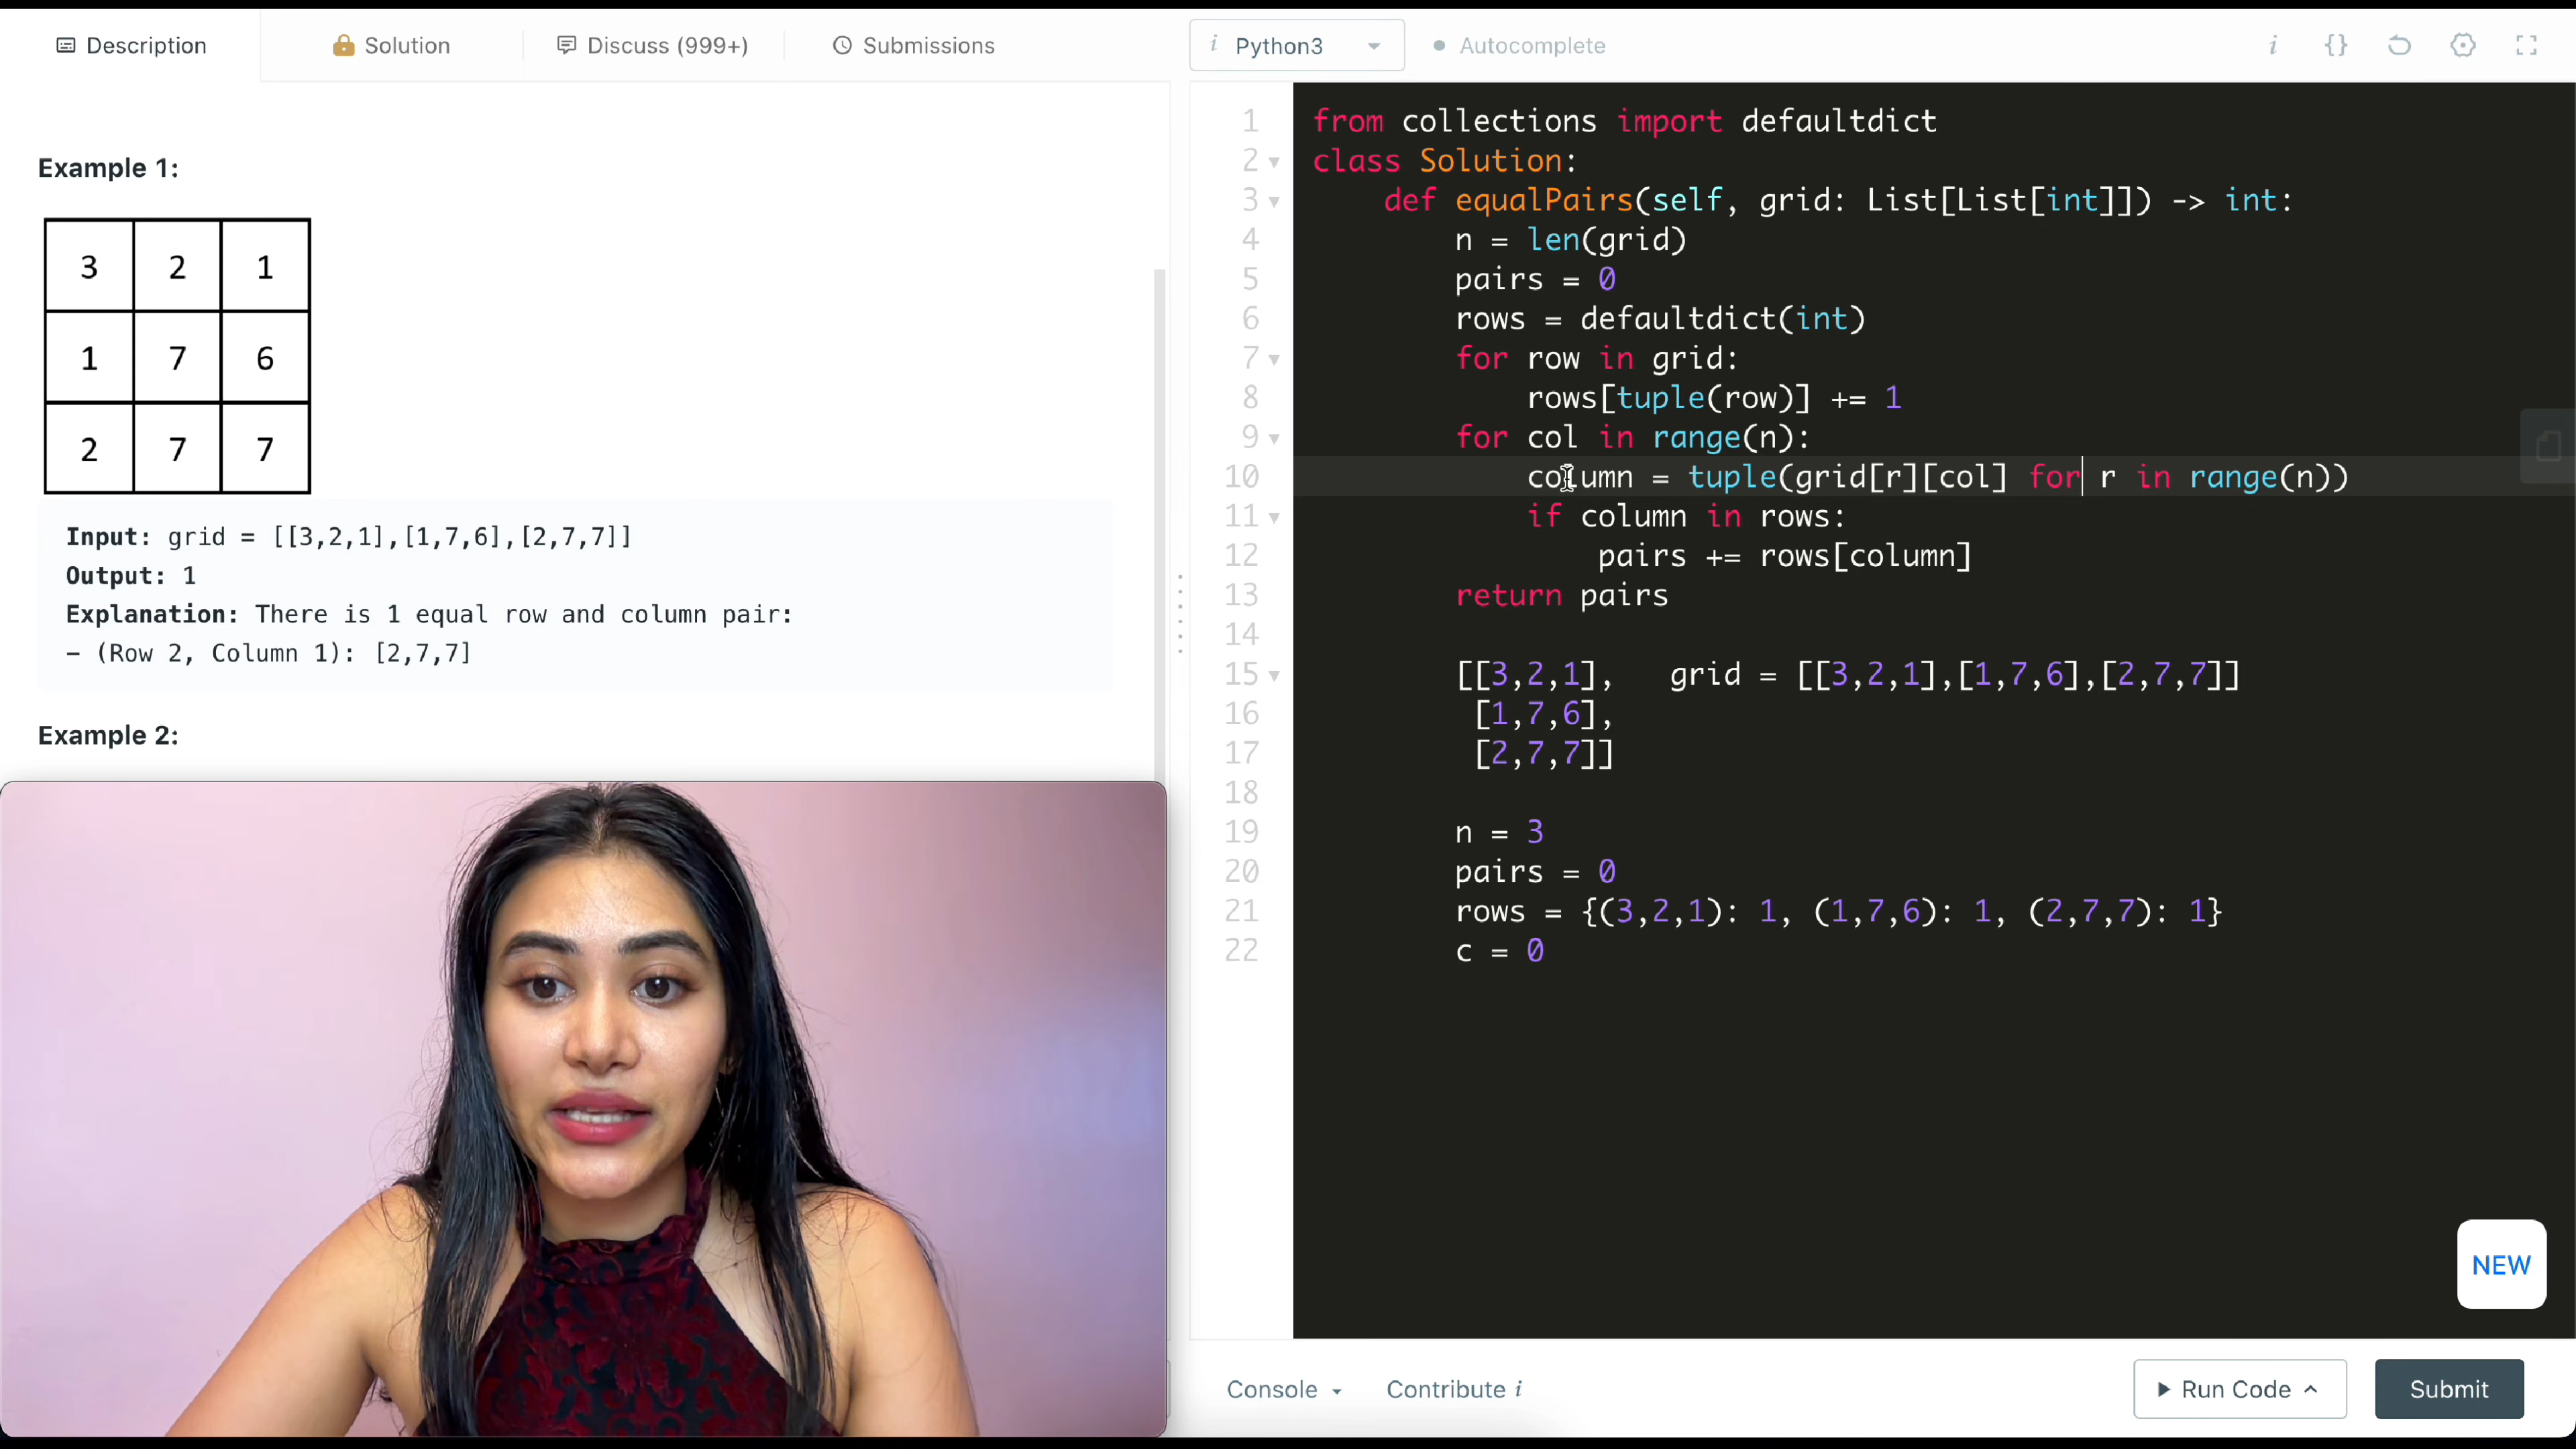 Description
Solution
Discuss (999+)
Submissions
i Python3
Autocomplete
i {}
Example 1:
3 2 1
1 7 6
2 7 7
Input: grid = [[3,2,1],[1,7,6],[2,7,7]]
Output: 1
Explanation: There is 1 equal row and column pair:
- (Row 2, Column 1): [2,7,7]
Example 2:
1 from collections import defaultdict
2 class Solution:
3 def equalPairs(self, grid: List[List[int]]) -> int:
4 n = len(grid)
5 pairs = 0
6 rows = defaultdict(int)
7 for row in grid:
8 rows[tuple(row)] += 1
9 for col in range(n):
10 column = tuple(grid[r][col] for r in range(n))
11 if column in rows:
12 pairs += rows[column]
13 return pairs
14
15 [[3,2,1], grid = [[3,2,1],[1,7,6],[2,7,7]]
16 [1,7,6],
17 [2,7,7]]
18
19 n = 3
20 pairs = 0
21 rows = {(3,2,1): 1, (1,7,6): 1, (2,7,7): 1}
22 c = 0
NEW
Console
Contribute i
Run Code
Submit